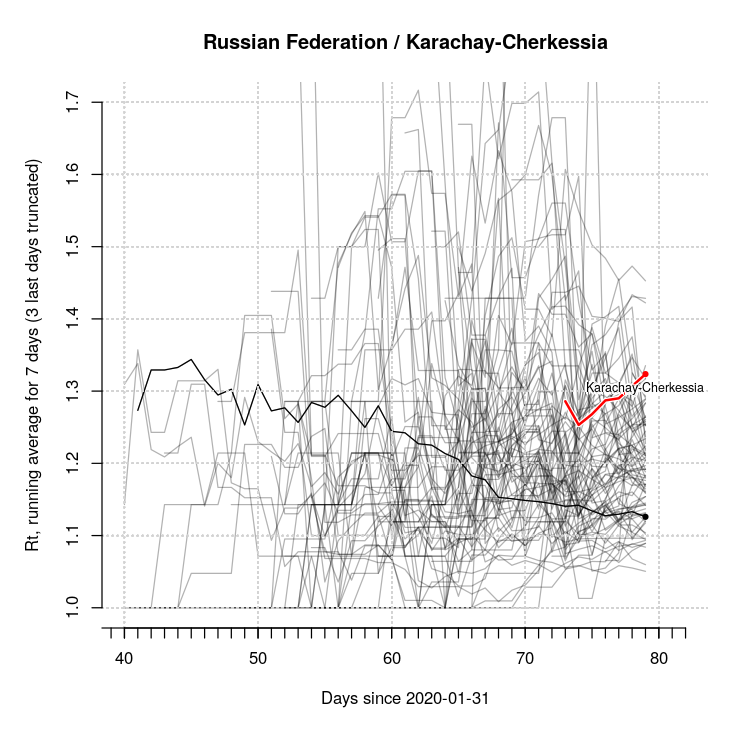 Russian Federation / Karachay-Cherkessia
Rt, running average for 7 days (3 last days truncated)
1.7
1.6
1.5
1.4
1.3
1.2
1.1
1.0
Karachay-Cherkessia
40 50 60 70 80
Days since 2020-01-31